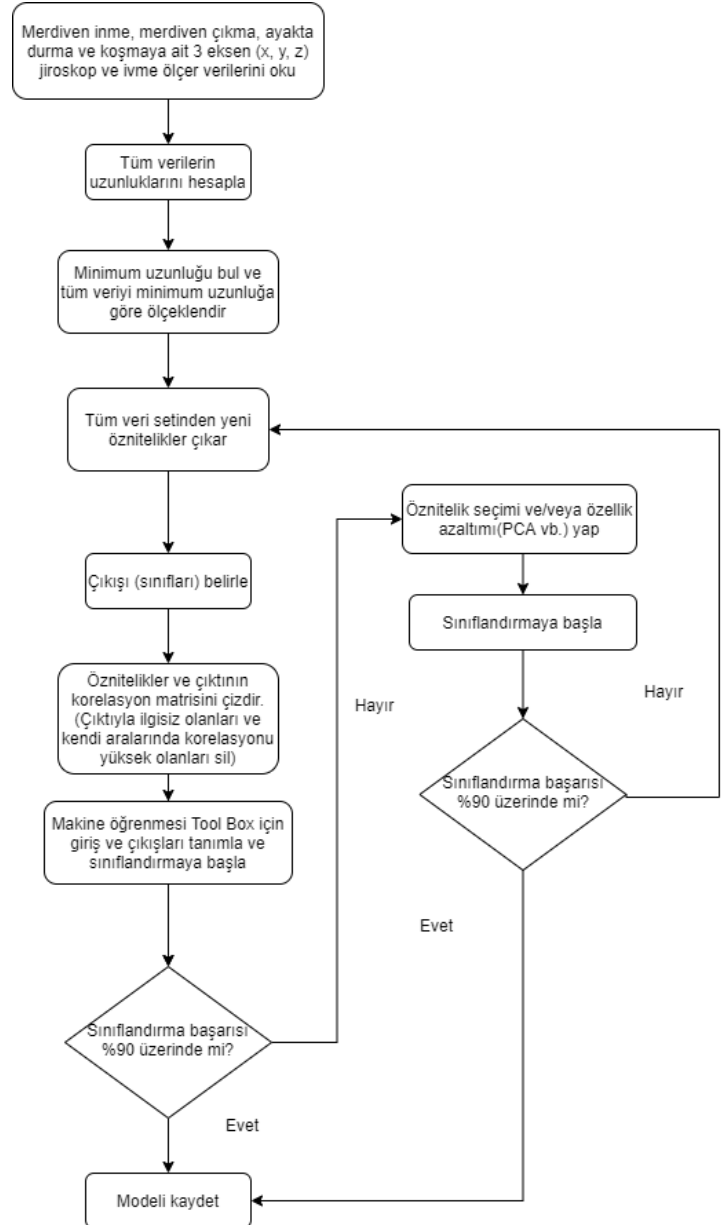 Merdiven inme, merdiven çıkma, ayakta
durma ve koşmaya ait 3 eksen (x, y, z)
jiroskop ve ivme ölçer verilerini oku
Tüm verilerin
uzunluklarını hesapla
Minimum uzunluğu bul ve
tüm veriyi minimum uzunluğa
göre ölçeklendir
Tüm veri setinden yeni
öznitelikler çıkar
Çıkışı (sınıfları) belirle
Öznitelikler ve çıktının
korelasyon matrisini çizdir.
(Çıktıyla ilgisiz olanları ve
kendi aralarında korelasyonu
yüksek olanları sil)
Makine öğrenmesi Tool Box için
giriş ve çıkışları tanımla ve
sınıflandırmaya başla
Sınıflandırma başarısı
%90 üzerinde mi?
Evet
Modeli kaydet
Hayır
Öznitelik seçimi ve/veya özellik
azaltımı(PCA vb.) yap
Sınıflandırmaya başla
Sınıflandırma başarısı
%90 üzerinde mi?
Hayır
Evet